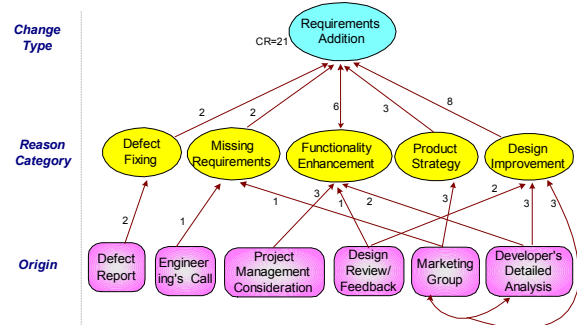 Change
Type
Requirements
Addition
CR=21
2
2
6
3
8
Reason
Category
Defect
Fixing
Missing
Requirements
Functionality
Enhancement
Product
Strategy
Design
Improvement
2
1
3
1
1
2
3
2
3
3
Origin
Defect
Report
Engineer
ing's Call
Project
Management
Consideration
Design
Review/
Feedback
Marketing
Group
Developer's
Detailed
Analysis